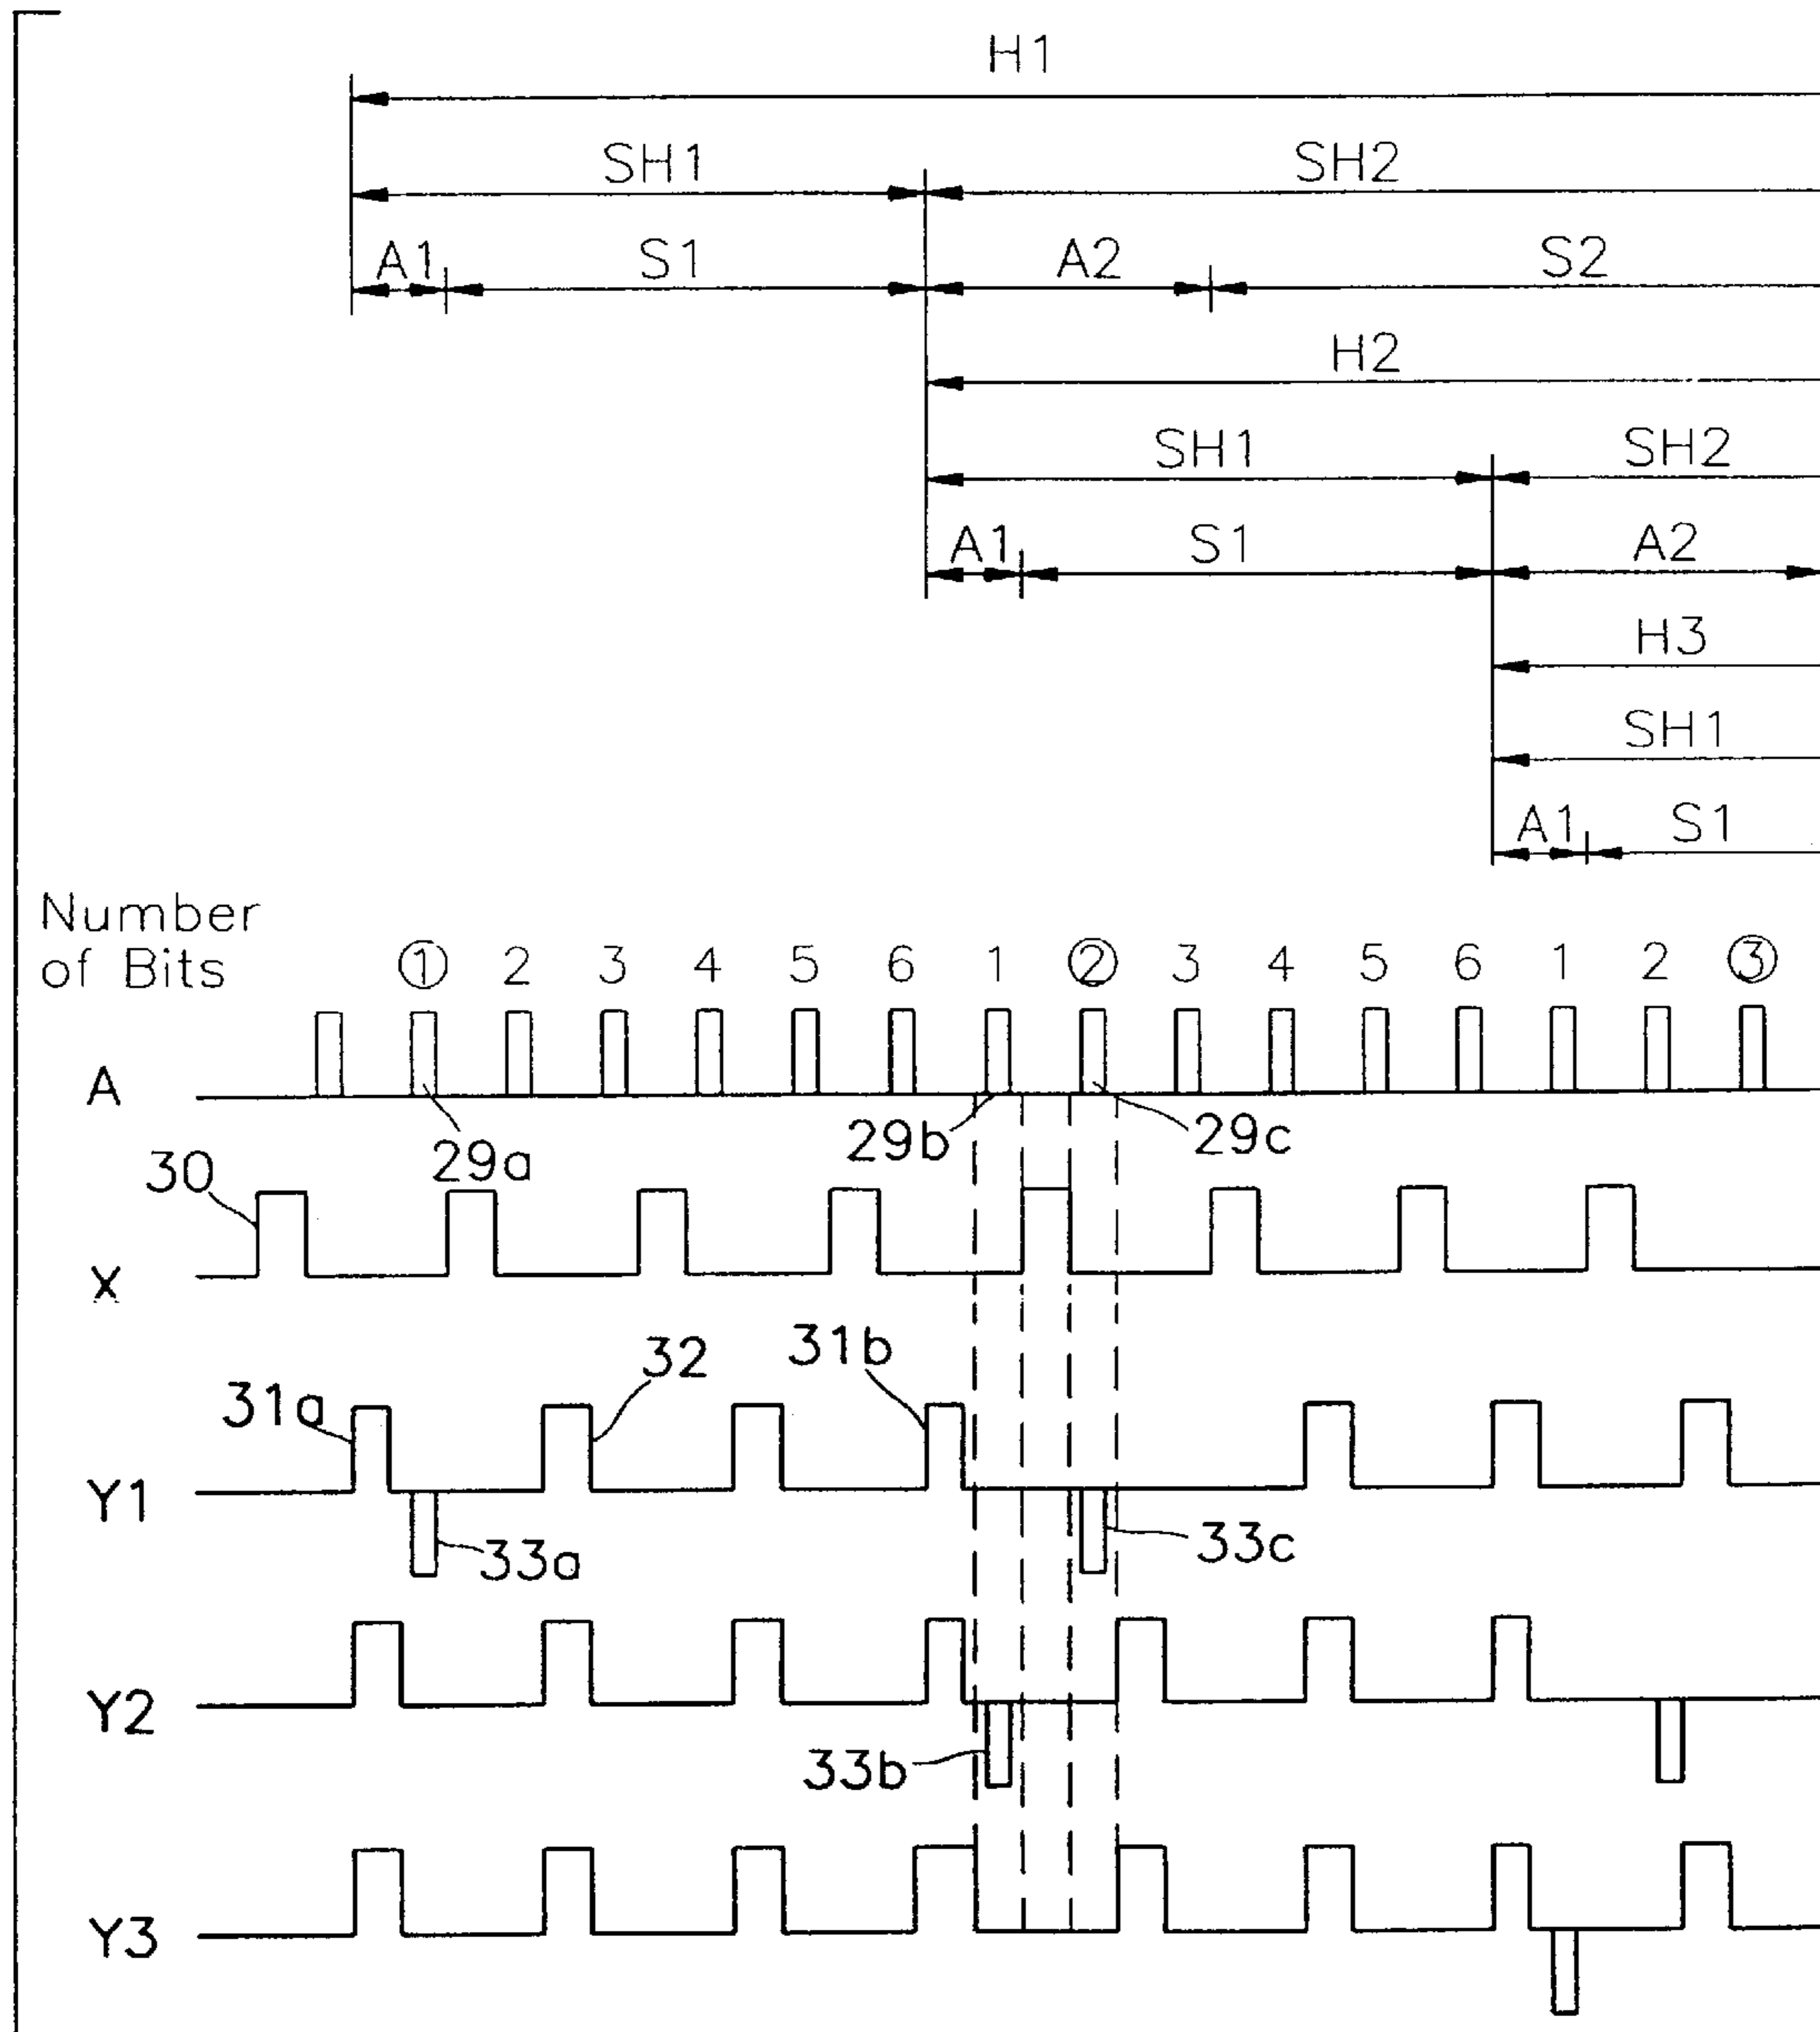 H1
SH1 SH2
A1 S1 A2 S2
H2
SH1 SH2
A1 S1 A2
H3
SH1
A1 S1
Number
of Bits ① 2 3 4 5 6 1 ② 3 4 5 6 1 2 ③
A
29a 29b 29c
30
X
31a 32 31b
Y1
33a 33c
Y2
33b
Y3